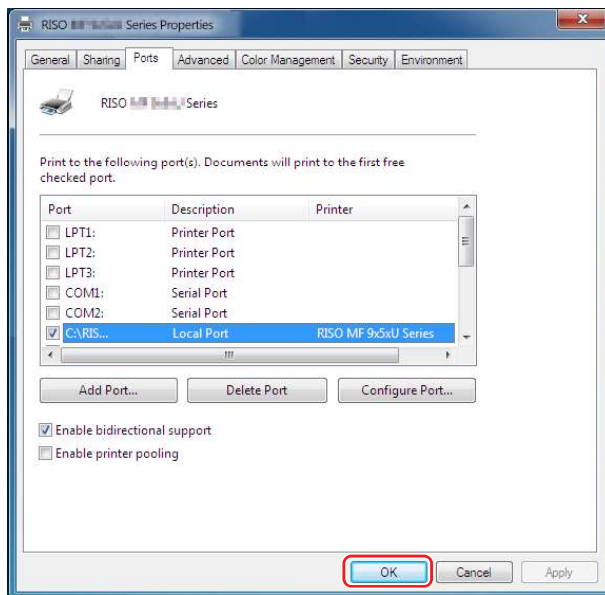 RISO Series Properties
General Sharing Ports Advanced Color Management Security Environment
RISO Series
Print to the following port(s). Documents will print to the first free
checked port.
Port Description Printer
LPT1: Printer Port
LPT2: Printer Port
LPT3: Printer Port
COM1: Serial Port
COM2: Serial Port
C:\RIS... Local Port RISO MF 9x5xU Series
Add Port... Delete Port Configure Port...
Enable bidirectional support
Enable printer pooling
OK Cancel Apply